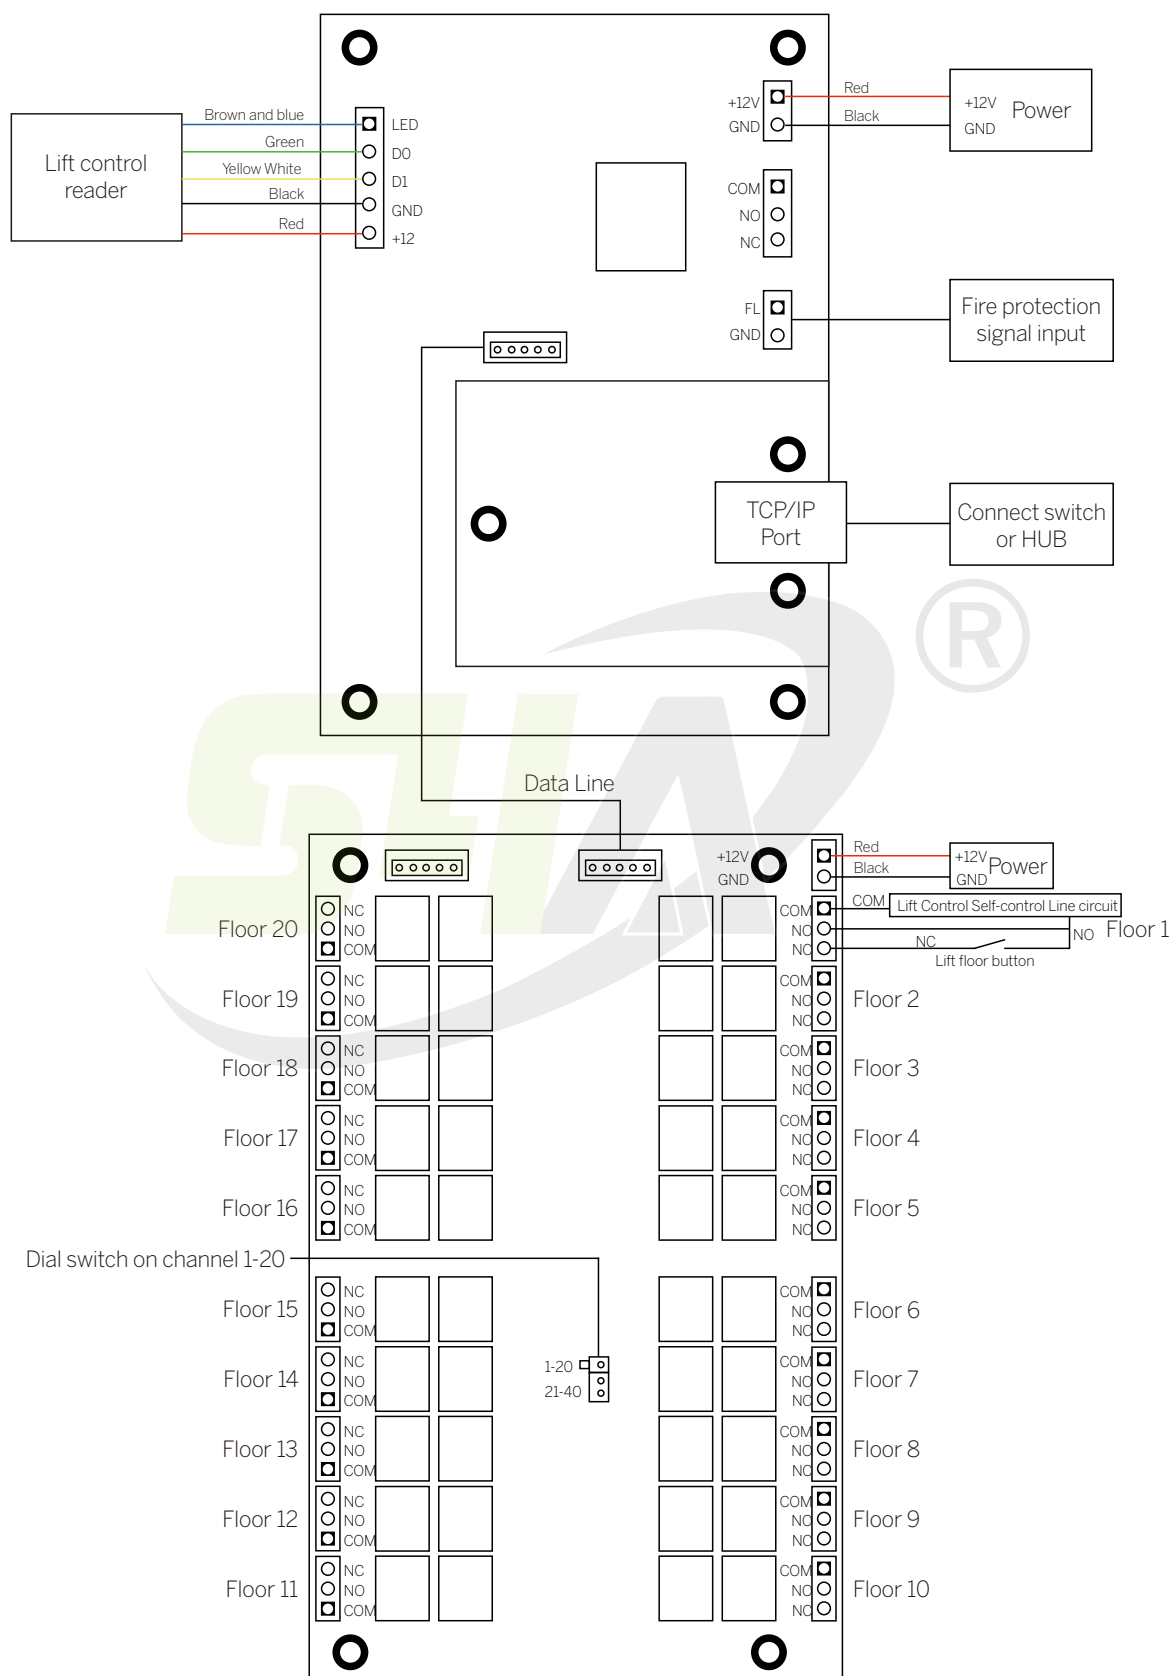 Lift control
reader
Brown and blue
Green
Yellow White
Black
Red
LED
D0
D1
GND
+12
+12V
GND
Red
Black
+12V
GND
Power
COM
NO
NC
FL
GND
Fire protection
signal input
TCP/IP
Port
Connect switch
or HUB
SHA
®
Data Line
+12V
GND
Red
Black
+12V
GND
Power
Floor 20
NC
NO
COM
COM
NO
NC
COM
Lift Control Self-control Line circuit
NC
NO
Lift floor button
Floor 1
Floor 19
NC
NO
COM
COM
NO
NC
Floor 2
Floor 18
NC
NO
COM
COM
NO
NC
Floor 3
Floor 17
NC
NO
COM
COM
NO
NC
Floor 4
Floor 16
NC
NO
COM
COM
NO
NC
Floor 5
Dial switch on channel 1-20
Floor 15
NC
NO
COM
COM
NO
NC
Floor 6
1-20
21-40
Floor 14
NC
NO
COM
COM
NO
NC
Floor 7
Floor 13
NC
NO
COM
COM
NO
NC
Floor 8
Floor 12
NC
NO
COM
COM
NO
NC
Floor 9
Floor 11
NC
NO
COM
COM
NO
NC
Floor 10